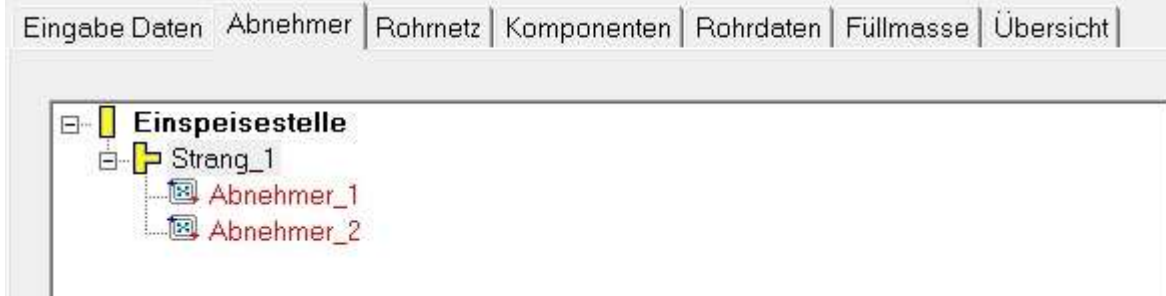 Eingabe Daten Abnehmer Rohrnetz Komponenten Rohrdaten Füllmasse Übersicht
Einspeisestelle
Strang_1
Abnehmer_1
Abnehmer_2